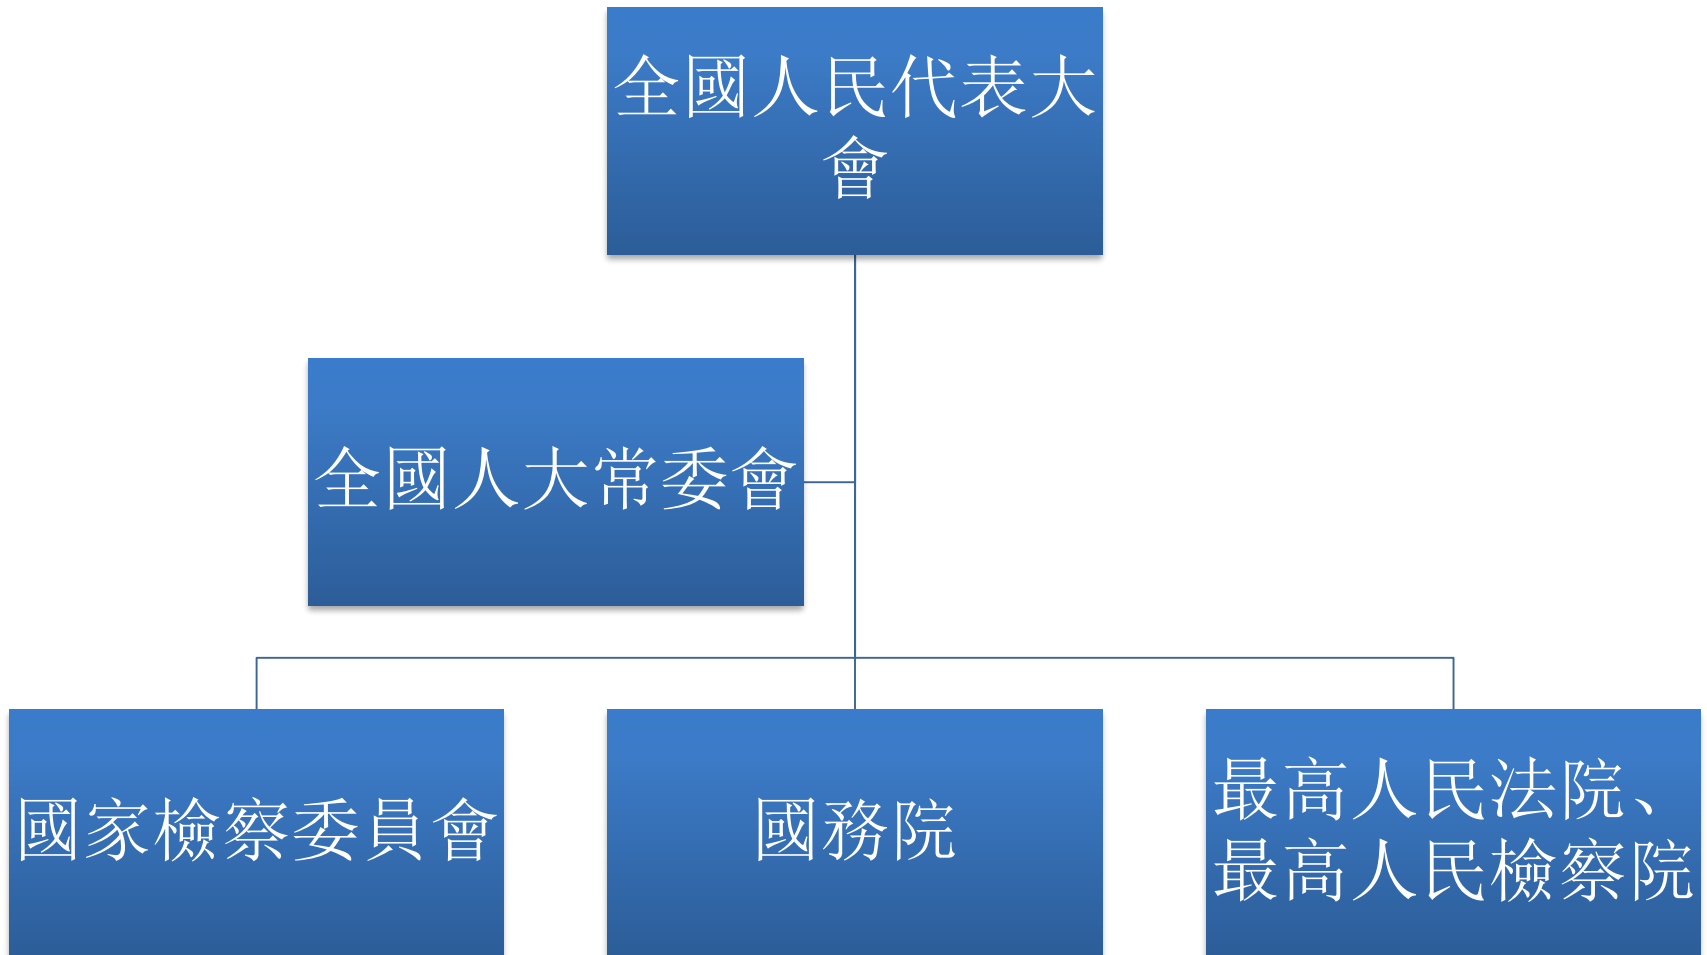 全國人民代表大
會
全國人大常委會
國家檢察委員會
國務院
最高人民法院、
最高人民檢察院